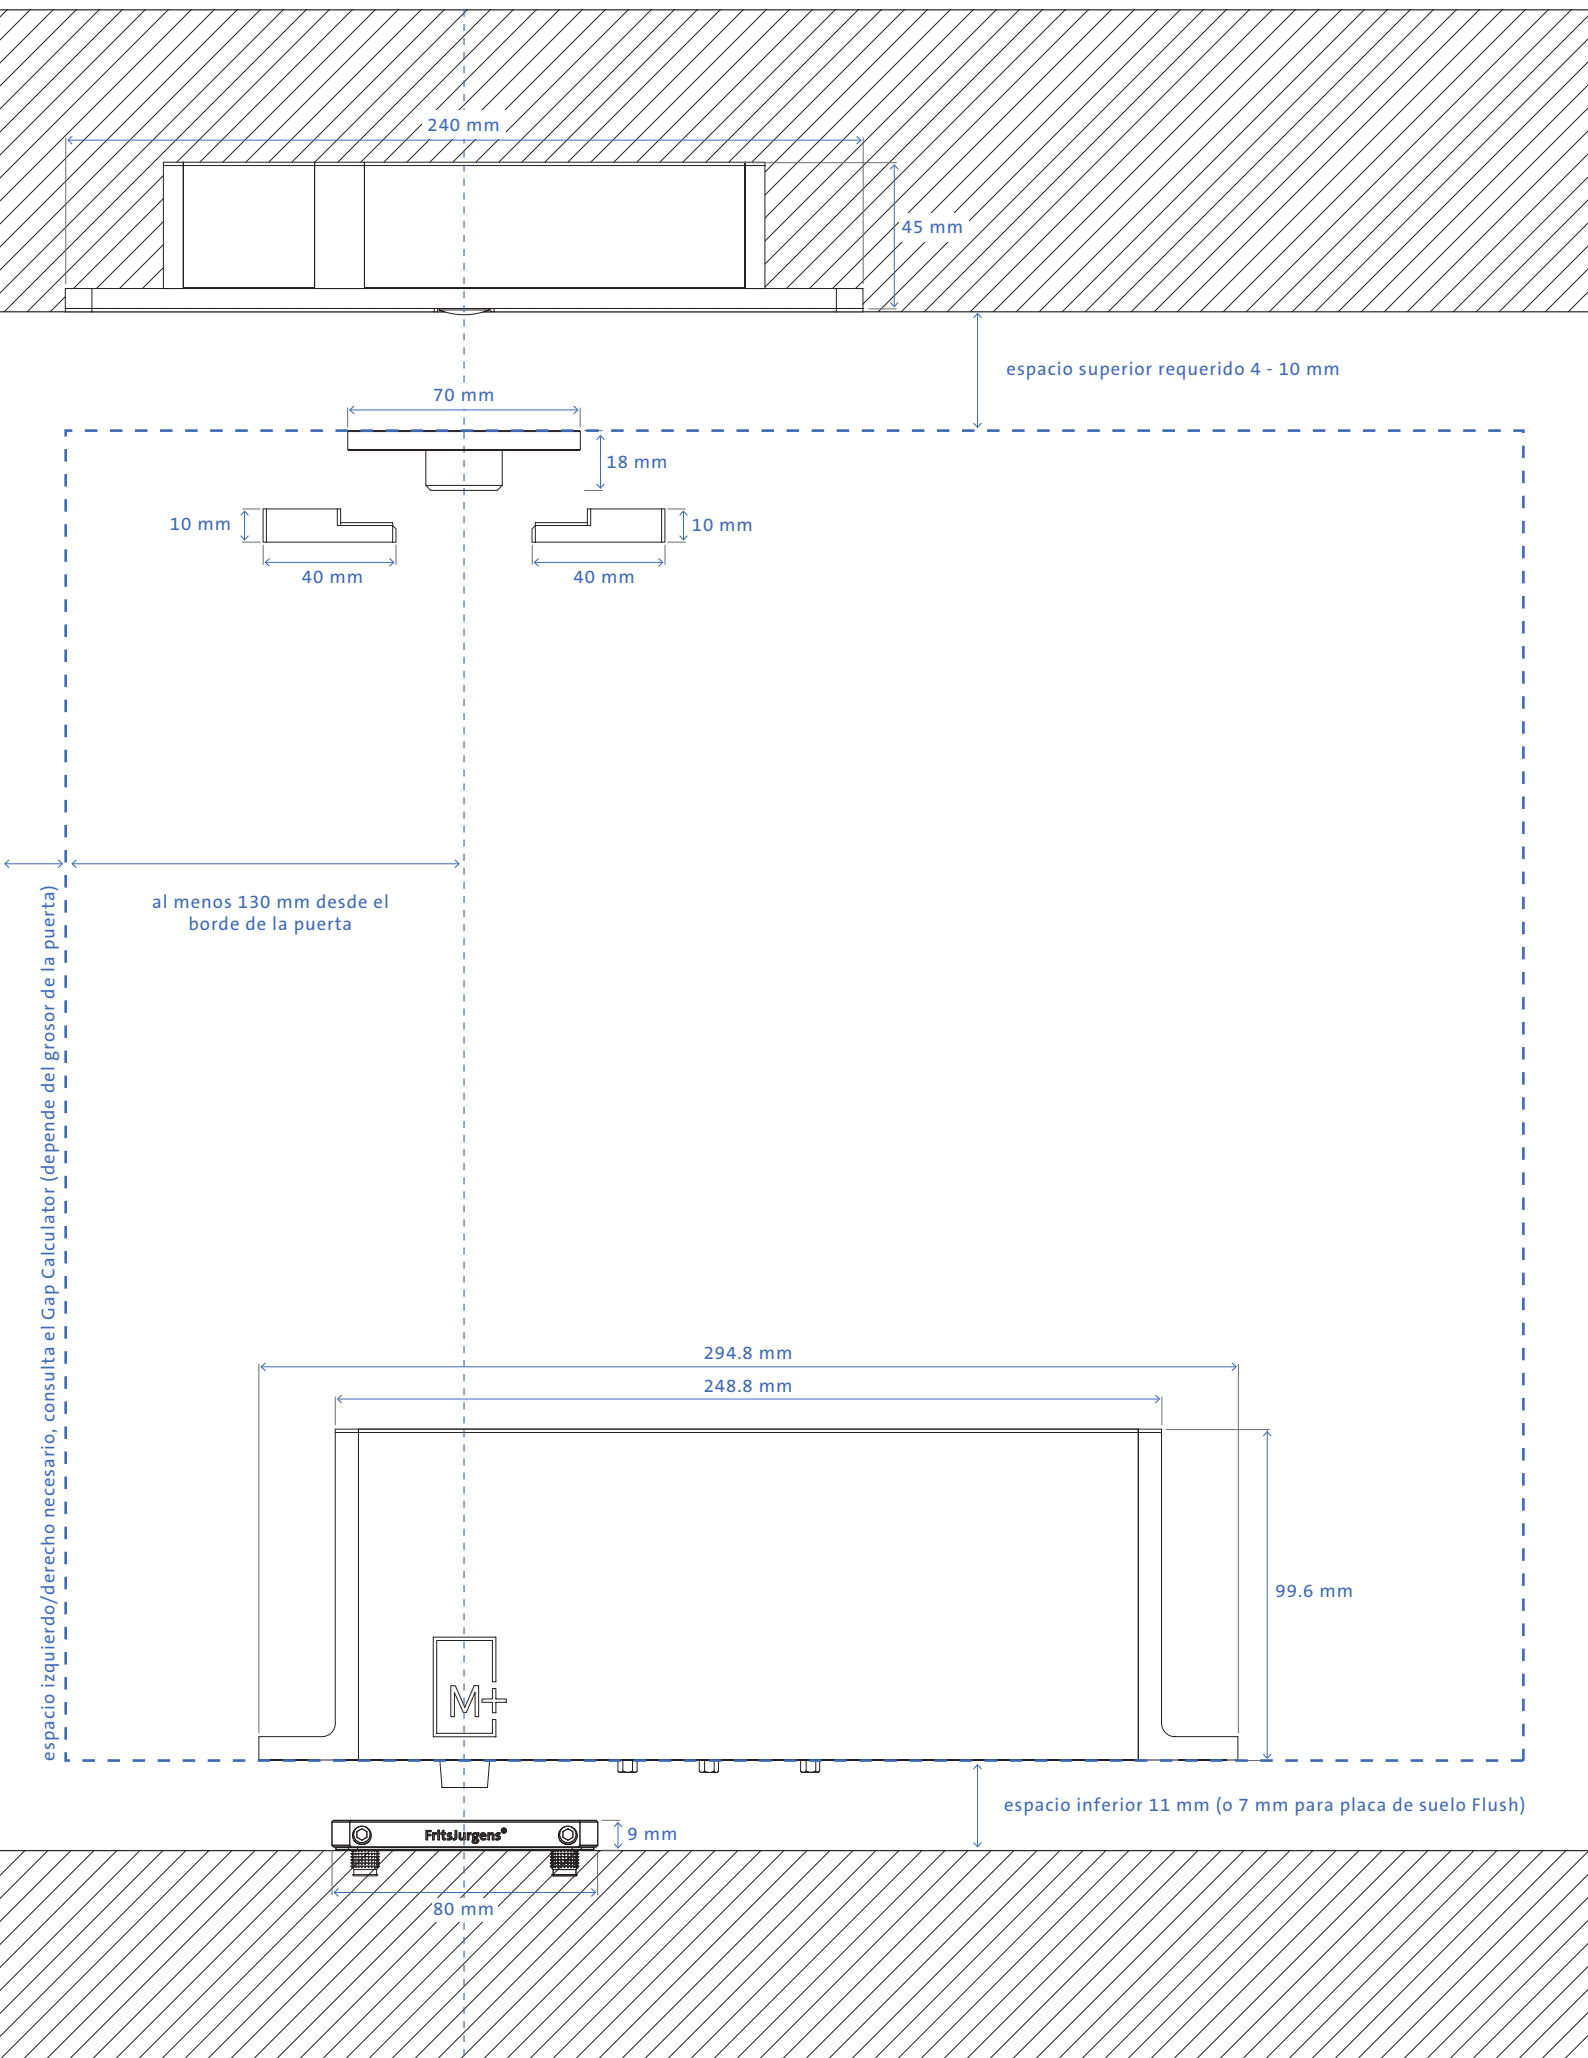 240 mm
45 mm
espacio superior requerido 4 - 10 mm
70 mm
18 mm
10 mm
10 mm
40 mm
40 mm
al menos 130 mm desde el
borde de la puerta
espacio izquierdo/derecho necesario, consulta el Gap Calculator (depende del grosor de la puerta)
294.8 mm
248.8 mm
99.6 mm
M+
espacio inferior 11 mm (o 7 mm para placa de suelo Flush)
FritsJurgens®
9 mm
80 mm